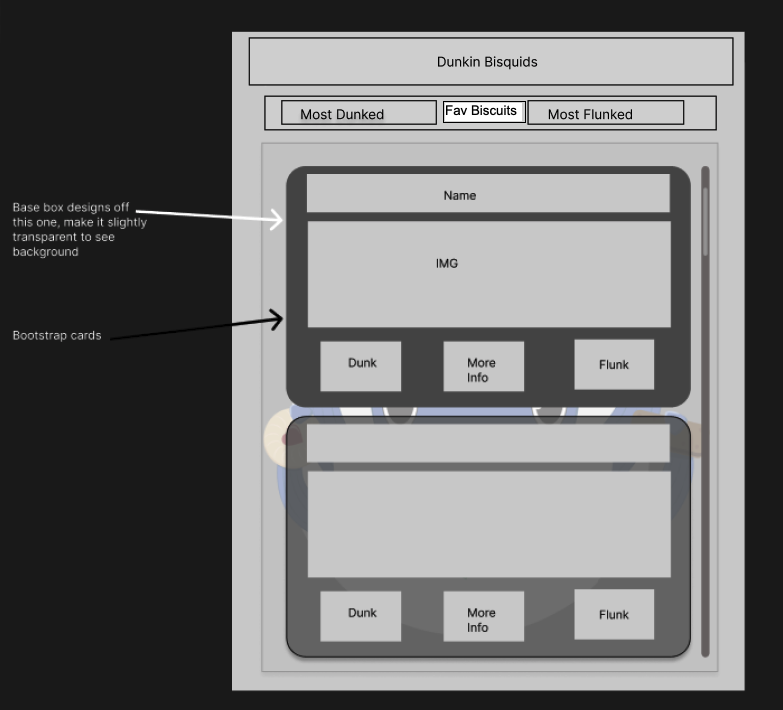 Dunkin Bisquids
Most Dunked
Fav Biscuits
Most Flunked
Base box designs off
this one, make it slightly
transparent to see
background
Name
IMG
Bootstrap cards
Dunk
More
Info
Flunk
Dunk
More
Info
Flunk